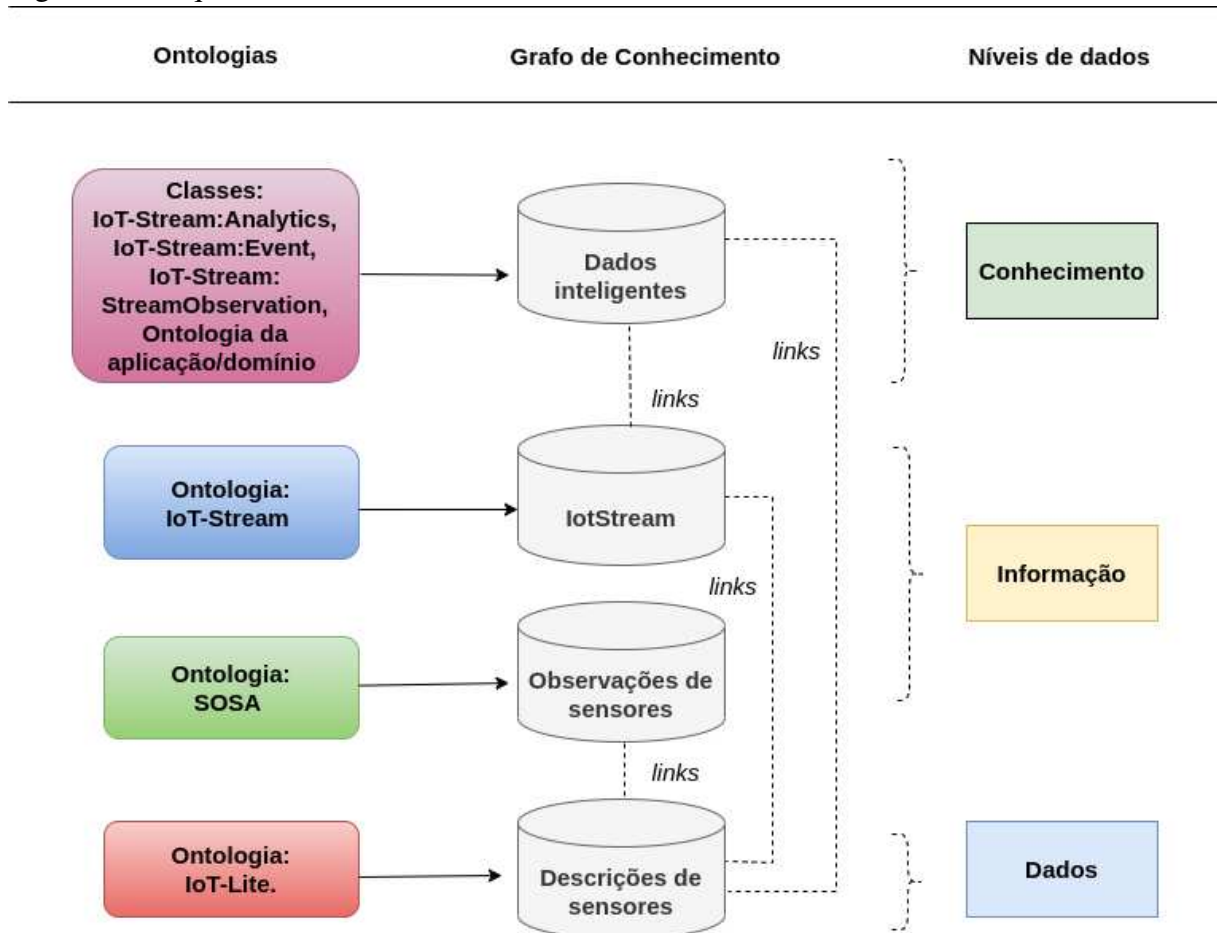 Ontologias
Grafo de Conhecimento
Níveis de dados
Classes:
IoT-Stream:Analytics,
IoT-Stream:Event,
IoT-Stream:
StreamObservation,
Ontologia da
aplicação/domínio
Dados
inteligentes
Conhecimento
links
links
Ontologia:
IoT-Stream
IotStream
Informação
links
Ontologia:
SOSA
Observações de
sensores
links
Ontologia:
IoT-Lite.
Descrições de
sensores
Dados